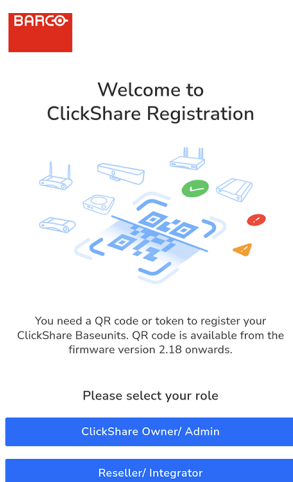 BARCO
Welcome to
ClickShare Registration
You need a QR code or token to register your
ClickShare Baseunits. QR code is available from the
firmware version 2.18 onwards.
Please select your role
ClickShare Owner/ Admin
Reseller/ Integrator